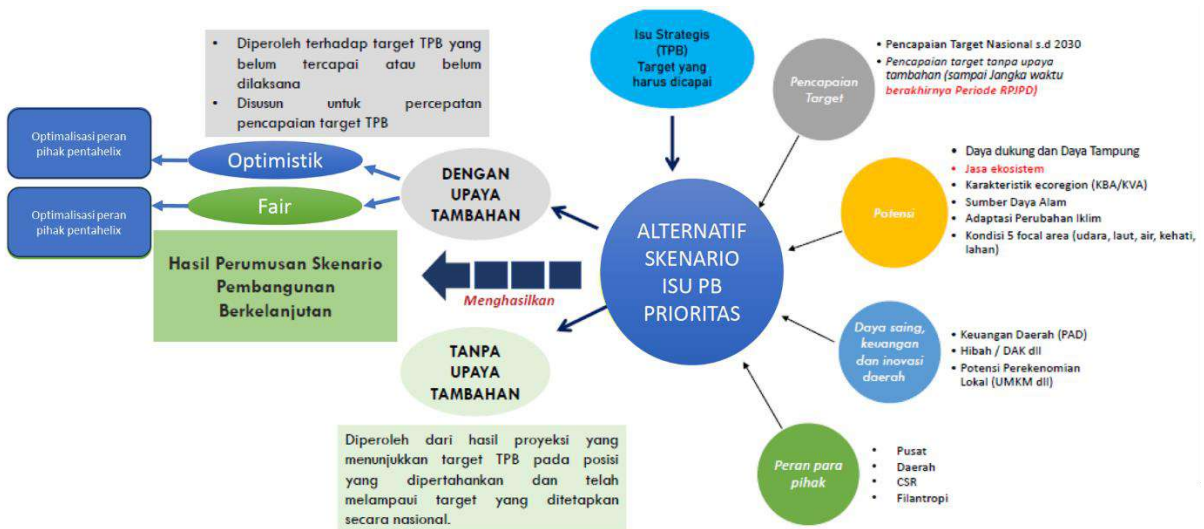 • Diperoleh terhadap target TPB yang
belum tercapai atau belum
dilaksana
• Disusun untuk percepatan
pencapaian target TPB
Optimalisasi peran
pihak pentahelix
Optimistik
Optimalisasi peran
pihak pentahelix
Fair
DENGAN
UPAYA
TAMBAHAN
Hasil Perumusan Skenario
Pembangunan
Berkelanjutan
Menghasilkan
TANPA
UPAYA
TAMBAHAN
Diperoleh dari hasil proyeksi yang
menunjukkan target TPB pada posisi
yang dipertahankan dan telah
melampaui target yang ditetapkan
secara nasional.
Isu Strategis
(TPB)
Target yang
harus dicapai
ALTERNATIF
SKENARIO
ISU PB
PRIORITAS
Pencapaian
Target
• Pencapaian Target Nasional s.d 2030
• Pencapaian target tanpa upaya
tambahan (sampai Jangka waktu
berakhirnya Periode RPJPD)
Potensi
• Daya dukung dan Daya Tampung
• Jasa ekosistem
• Karakteristik ecoregion (KBA/KVA)
• Sumber Daya Alam
• Adaptasi Perubahan Iklim
• Kondisi 5 focal area (udara, laut, air, kehati,
lahan)
Daya saing,
keuangan
dan inovasi
daerah
• Keuangan Daerah (PAD)
• Hibah / DAK dll
• Potensi Perekonomian
Lokal (UMKM dll)
Peran para
pihak
• Pusat
• Daerah
• CSR
• Filantropi